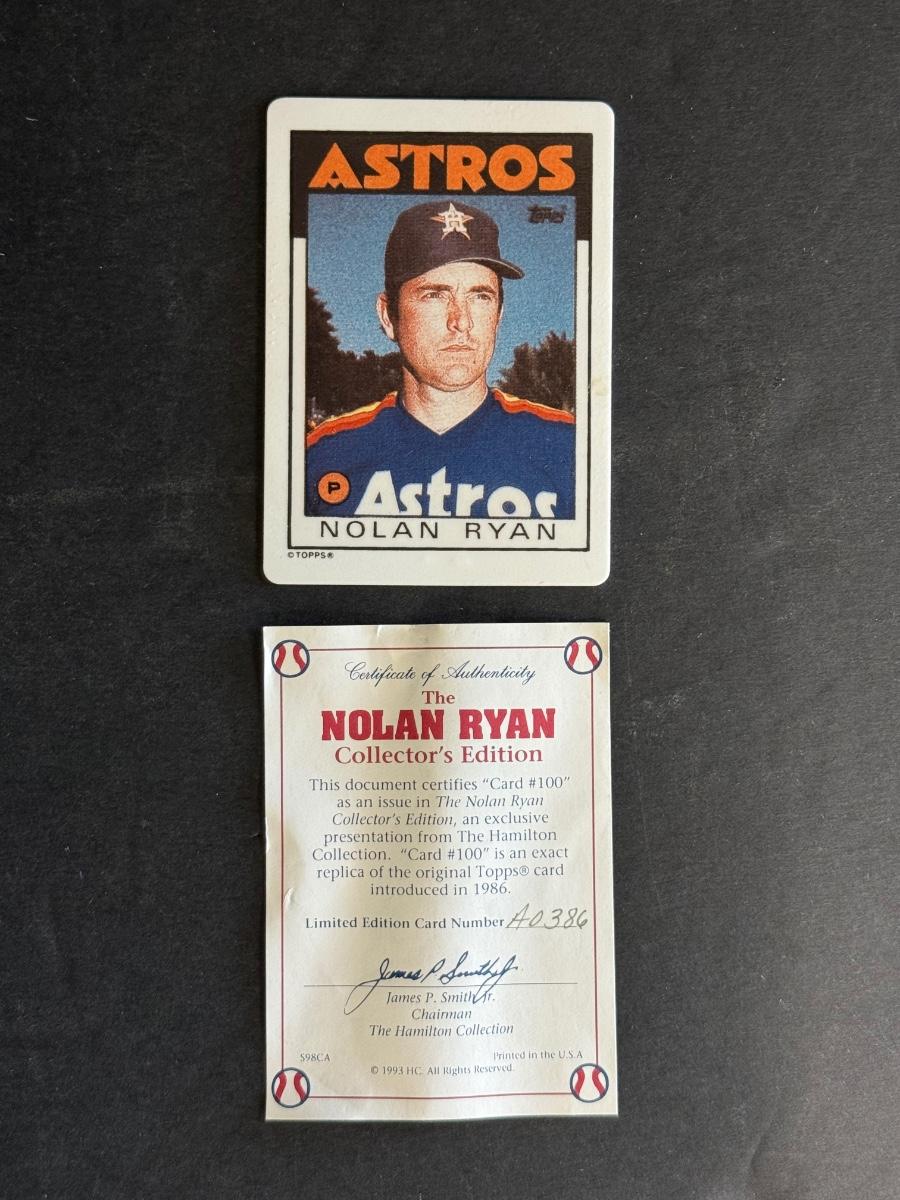 ASTROS
Topps
H
Astros
P
NOLAN RYAN
© TOPPS®
Certificate of Authenticity
The
NOLAN RYAN
Collector's Edition
This document certifies “Card #100”
as an issue in The Nolan Ryan
Collector's Edition, an exclusive
presentation from The Hamilton
Collection. “Card #100” is an exact
replica of the original Topps® card
introduced in 1986.
Limited Edition Card Number A0386
James P. Smith Jr.
James P. Smith, Jr.
Chairman
The Hamilton Collection
S98CA
Printed in the U.S.A
© 1993 HC. All Rights Reserved.